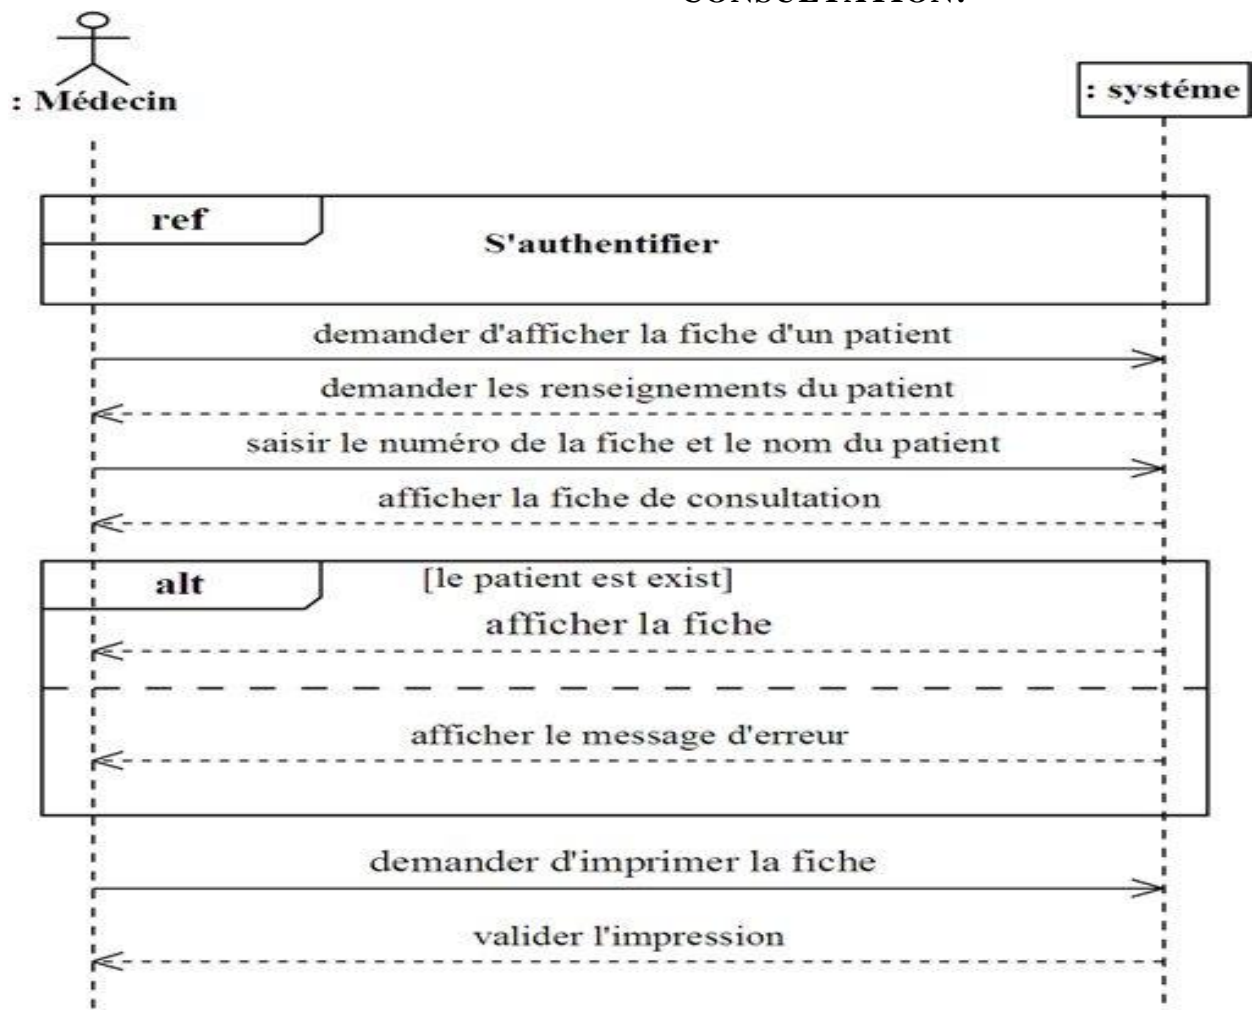 CONSULTATION.
: Médecin
: systéme
ref
S'authentifier
demander d'afficher la fiche d'un patient
demander les renseignements du patient
saisir le numéro de la fiche et le nom du patient
afficher la fiche de consultation
alt
[le patient est exist]
afficher la fiche
afficher le message d'erreur
demander d'imprimer la fiche
valider l'impression